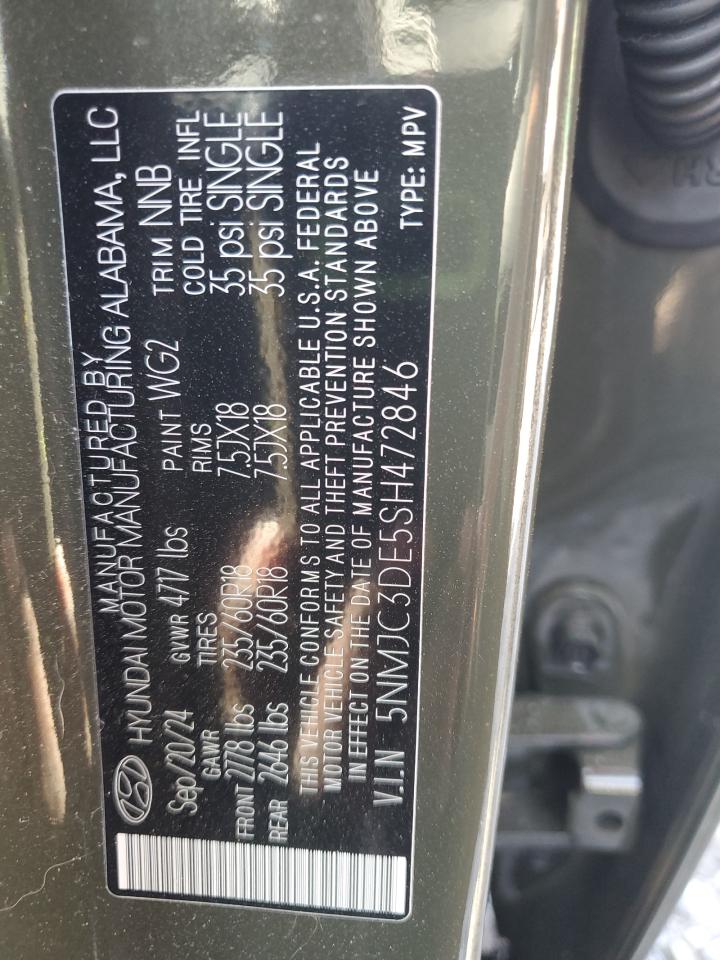 MANUFACTURED BY
HYUNDAI MOTOR MANUFACTURING ALABAMA, LLC
Sep/20/24 GVWR 4717 lbs PAINT WG2 TRIM NNB
GAWR TIRES RIMS COLD TIRE INFL
FRONT 2778 lbs 235/60R18 7.5JX18 35 psi SINGLE
REAR 2646 lbs 235/60R18 7.5JX18 35 psi SINGLE
THIS VEHICLE CONFORMS TO ALL APPLICABLE U.S.A. FEDERAL
MOTOR VEHICLE SAFETY AND THEFT PREVENTION STANDARDS
IN EFFECT ON THE DATE OF MANUFACTURE SHOWN ABOVE
V.I.N 5NMJC3DE5SH472846 TYPE: MPV